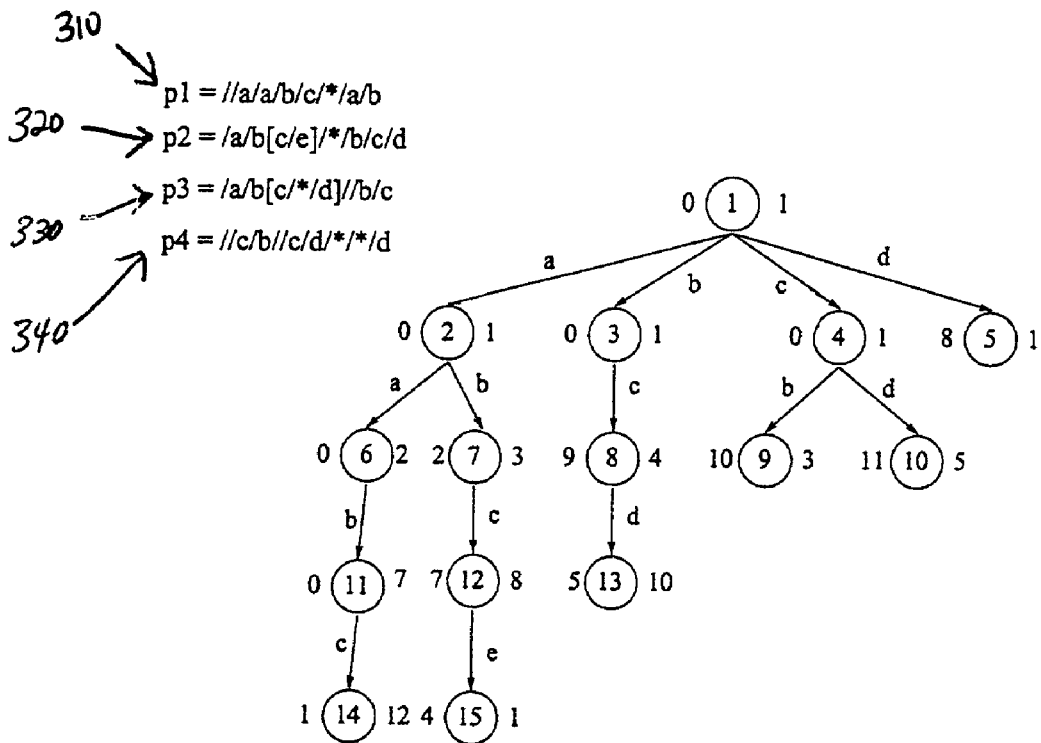 310
p1 = //a/a/b/c/*/a/b
320
p2 = /a/b[c/e]/*/b/c/d
330
p3 = /a/b[c/*/d]//b/c
340
p4 = //c/b//c/d/*/*/d
0 1 1
a b c d
0 2 1 0 3 1 0 4 1 8 5 1
a b c b d
0 6 2 2 7 3 9 8 4 10 9 3 11 10 5
b c d
0 11 7 7 12 8 5 13 10
c e
1 14 12 4 15 1